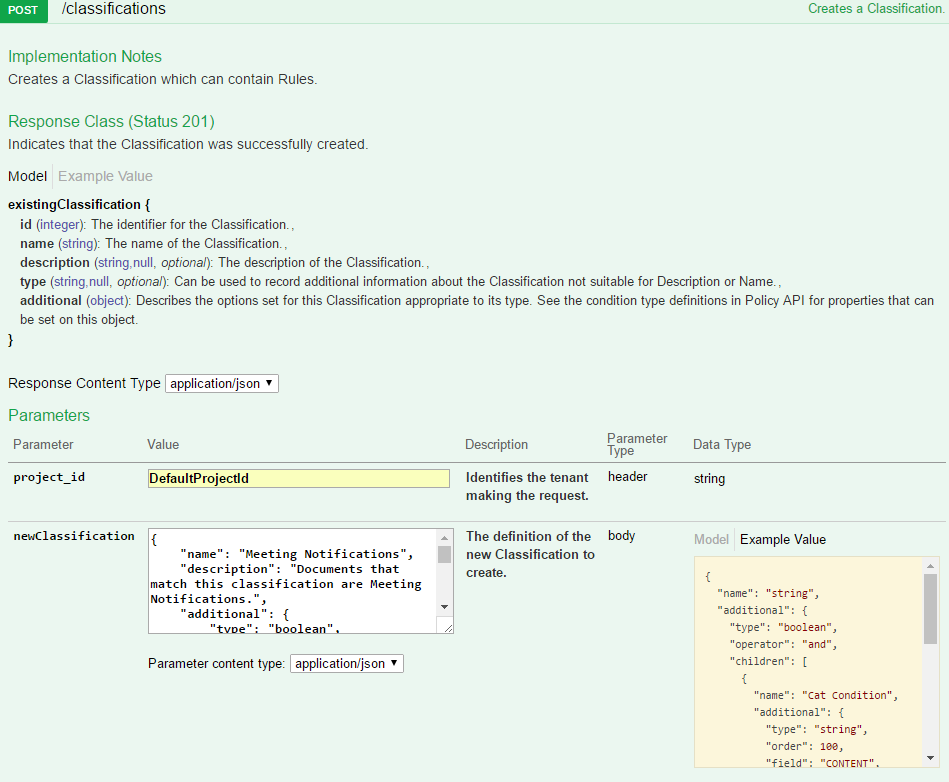 POST /classifications Creates a Classification.
Implementation Notes
Creates a Classification which can contain Rules.
Response Class (Status 201)
Indicates that the Classification was successfully created.
Model Example Value
existingClassification {
id (integer): The identifier for the Classification. ,
name (string): The name of the Classification. ,
description (string,null, optional): The description of the Classification. ,
type (string,null, optional): Can be used to record additional information about the Classification not suitable for Description or Name. ,
additional (object): Describes the options set for this Classification appropriate to its type. See the condition type definitions in Policy API for properties that can
be set on this object.
}
Response Content Type application/json
Parameters
Parameter Value Description Parameter Type Data Type
project_id DefaultProjectId Identifies the tenant making the request. header string
newClassification
{
"name": "Meeting Notifications",
"description": "Documents that
match this classification are Meeting
Notifications.",
"additional": {
"type": "boolean",
Parameter content type: application/json
The definition of the
new Classification to
create.
body
Model Example Value
{
"name": "string",
"additional": {
"type": "boolean",
"operator": "and",
"children": [
{
"name": "Cat Condition",
"additional": {
"type": "string",
"order": 100,
"field": "CONTENT",